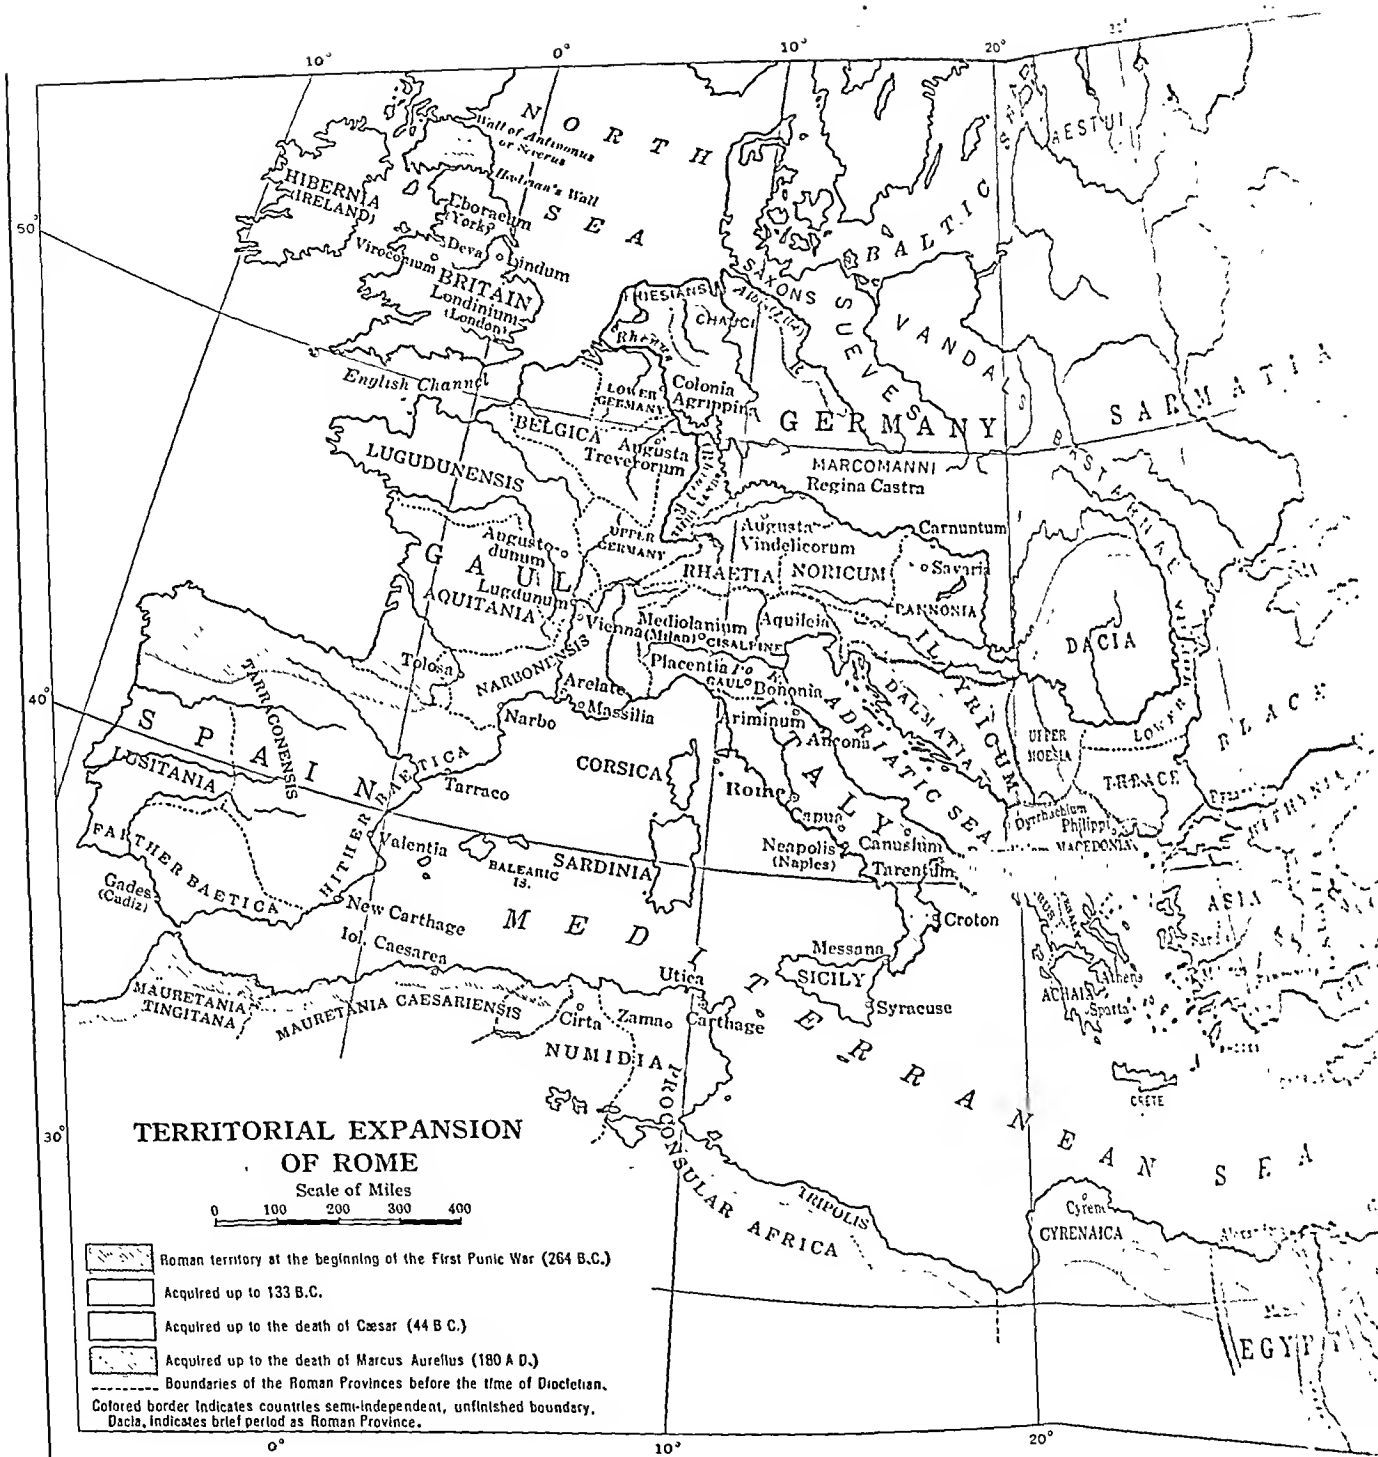 10°
0°
10°
20°
50°
40°
30°
NORTH SEA
Wall of Antoninus
or Severus
Hadrian's Wall
HIBERNIA
(IRELAND)
Eboracum
(York)
Deva
Lindum
Viroconium
BRITAIN
Londinium
(London)
English Channel
BALTIC
AESTUI
SAXONS
CHAUCI
SUEVES
VANDALS
Rhenus
LOWER
GERMANY
Colonia
Agrippina
GERMANY
SARMATIA
BELGICA
Augusta
Treverorum
LUGUDUNENSIS
MARCOMANNI
Regina Castra
BASTARNAE
UPPER
GERMANY
Augusta
Vindelicorum
Carnuntum
Augusto-
dunum
GAUL
Lugdunum
AQUITANIA
RHAETIA
NORICUM
Savaria
PANNONIA
DACIA
Vienna
Mediolanium
(Milan)
CISALPINE
GAUL
Aquileia
Tolosa
NARBONENSIS
Placentia
Po R.
Bononia
Arelate
Massilia
Narbo
Ariminum
Ancona
ILLYRICUM
DALMATIA
ADRIATIC SEA
UPPER
MOESIA
LOWER
BLACK
THRACE
BITHYNIA
SPAIN
TARRACONENSIS
LUSITANIA
HITHER BAETICA
FARTHER BAETICA
Tarraco
Valentia
BALEARIC
IS.
Gades
(Cadiz)
New Carthage
CORSICA
SARDINIA
ITALY
Rome
Capua
Neapolis
(Naples)
Canusium
Tarentum
Dyrrhachium
Philippi
MACEDONIA
ASIA
Croton
Messana
SICILY
Syracuse
ACHAIA
Athens
Sparta
CRETE
MEDITERRANEAN SEA
Iol. Caesarea
MAURETANIA
TINGITANA
MAURETANIA CAESARIENSIS
Utica
Cirta
Zama
Carthage
NUMIDIA
PROCONSULAR AFRICA
TRIPOLIS
CYRENAICA
EGYPT
TERRITORIAL EXPANSION
OF ROME
Scale of Miles
0 100 200 300 400
Roman territory at the beginning of the First Punic War (264 B.C.)
Acquired up to 133 B.C.
Acquired up to the death of Cæsar (44 B C.)
Acquired up to the death of Marcus Aurelius (180 A D.)
Boundaries of the Roman Provinces before the time of Diocletian.
Colored border indicates countries semi-independent, unfinished boundary.
Dacia, indicates brief period as Roman Province.
0°
10°
20°